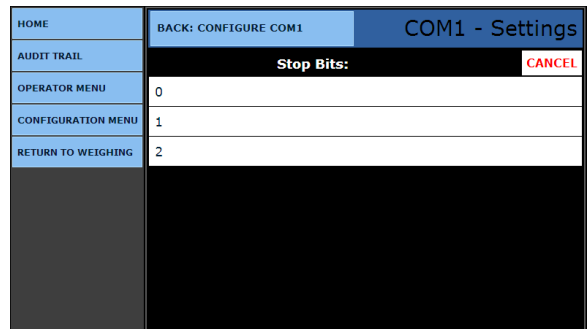 HOME
AUDIT TRAIL
OPERATOR MENU
CONFIGURATION MENU
RETURN TO WEIGHING
BACK: CONFIGURE COM1
COM1 - Settings
Stop Bits:
CANCEL
0
1
2